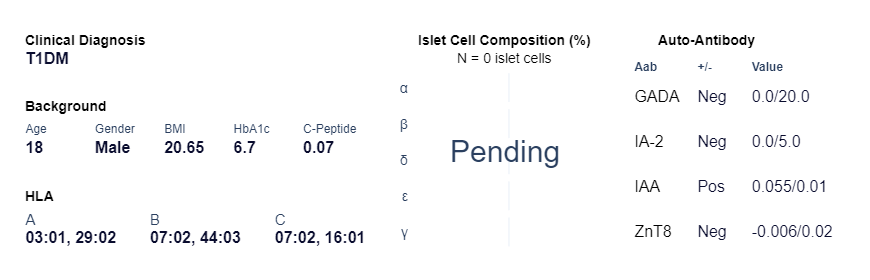 Clinical Diagnosis
T1DM
Background
Age Gender BMI HbA1c C-Peptide
18 Male 20.65 6.7 0.07
HLA
A B C
03:01, 29:02 07:02, 44:03 07:02, 16:01
Islet Cell Composition (%)
N = 0 islet cells
α
β
δ
ε
γ
Pending
Auto-Antibody
Aab +/- Value
GADA Neg 0.0/20.0
IA-2 Neg 0.0/5.0
IAA Pos 0.055/0.01
ZnT8 Neg -0.006/0.02